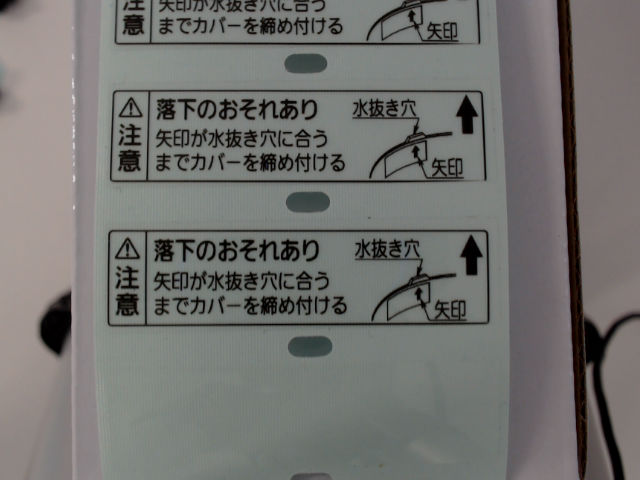 注意
矢印が水抜き穴に合う
までカバーを締め付ける
矢印
注意
落下のおそれあり
矢印が水抜き穴に合う
までカバーを締め付ける
水抜き穴
矢印
注意
落下のおそれあり
矢印が水抜き穴に合う
までカバーを締め付ける
水抜き穴
矢印